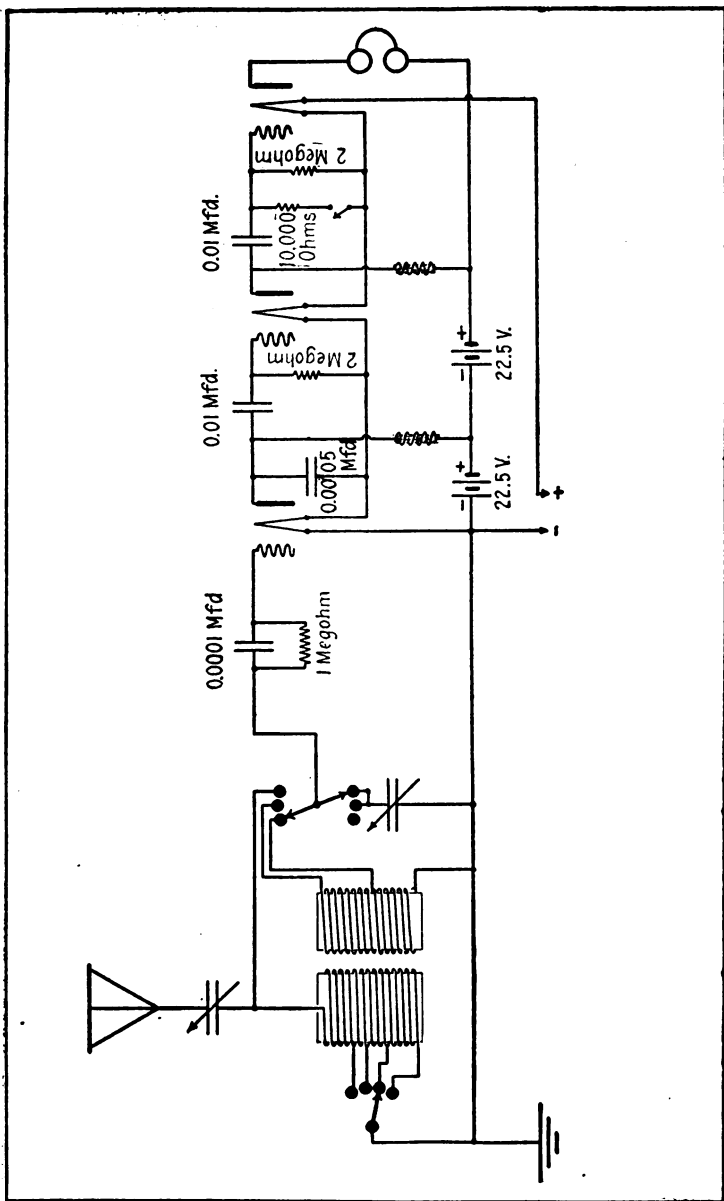 0.0001 Mfd
1 Megohm
0.01 Mfd.
0.0005
Mfd
2 Megohm
0.01 Mfd.
10.000
Ohms
2 Megohm
- +
22.5 V.
- +
22.5 V.
- +